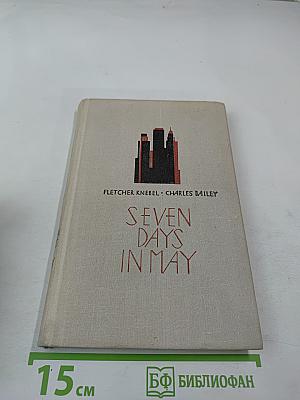 FLETCHER KNEBEL • CHARLES BAILEY
SEVEN
DAYS
IN MAY
15 см БФ БИБЛИОФАН